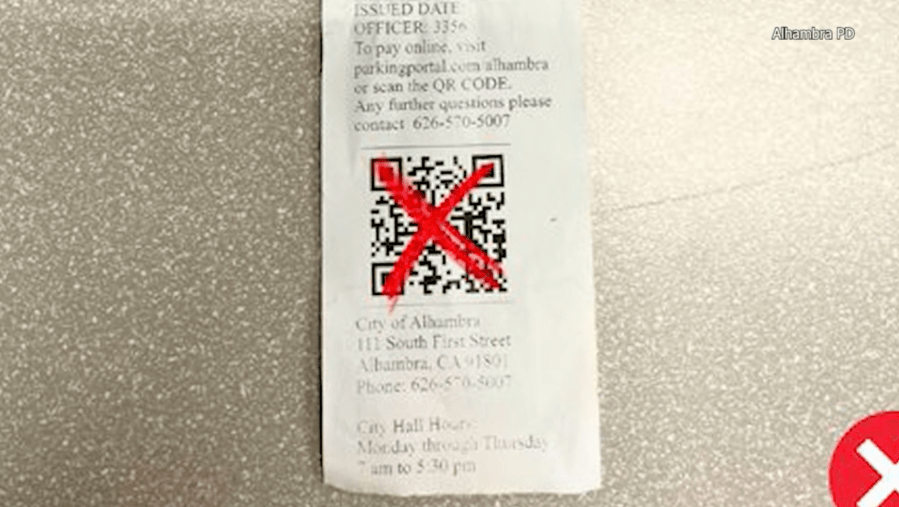 Alhambra PD
ISSUED DATE
OFFICER: 3356
To pay online, visit
parkingportal.com/alhambra
or scan the QR CODE.
Any further questions please
contact 626-570-5007
City of Alhambra
111 South First Street
Alhambra, CA 91801
Phone: 626-570-5007
City Hall Hours:
Monday through Thursday
7 am to 5:30 pm